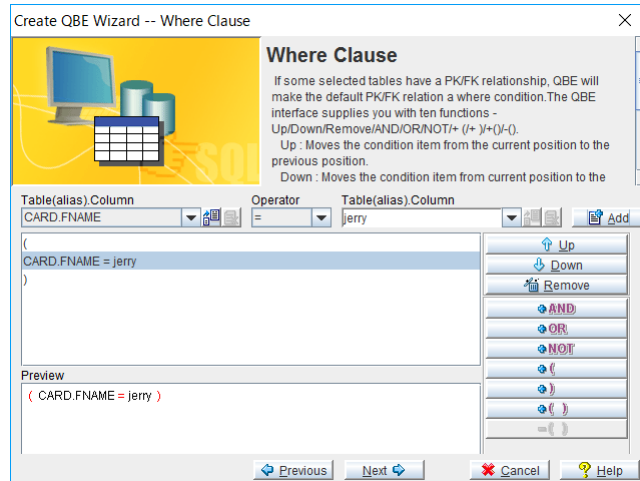 Create QBE Wizard -- Where Clause
Where Clause
If some selected tables have a PK/FK relationship, QBE will
make the default PK/FK relation a where condition.The QBE
interface supplies you with ten functions -
Up/Down/Remove/AND/OR/NOT/+ (/+ )/+()/-().
Up : Moves the condition item from the current position to the
previous position.
Down : Moves the condition item from current position to the
SQL
Table(alias).Column Operator Table(alias).Column
CARD.FNAME = jerry Add
(
CARD.FNAME = jerry
)
Up
Down
Remove
AND
OR
NOT
(
)
( )
-( )
Preview
( CARD.FNAME = jerry )
Previous Next Cancel Help